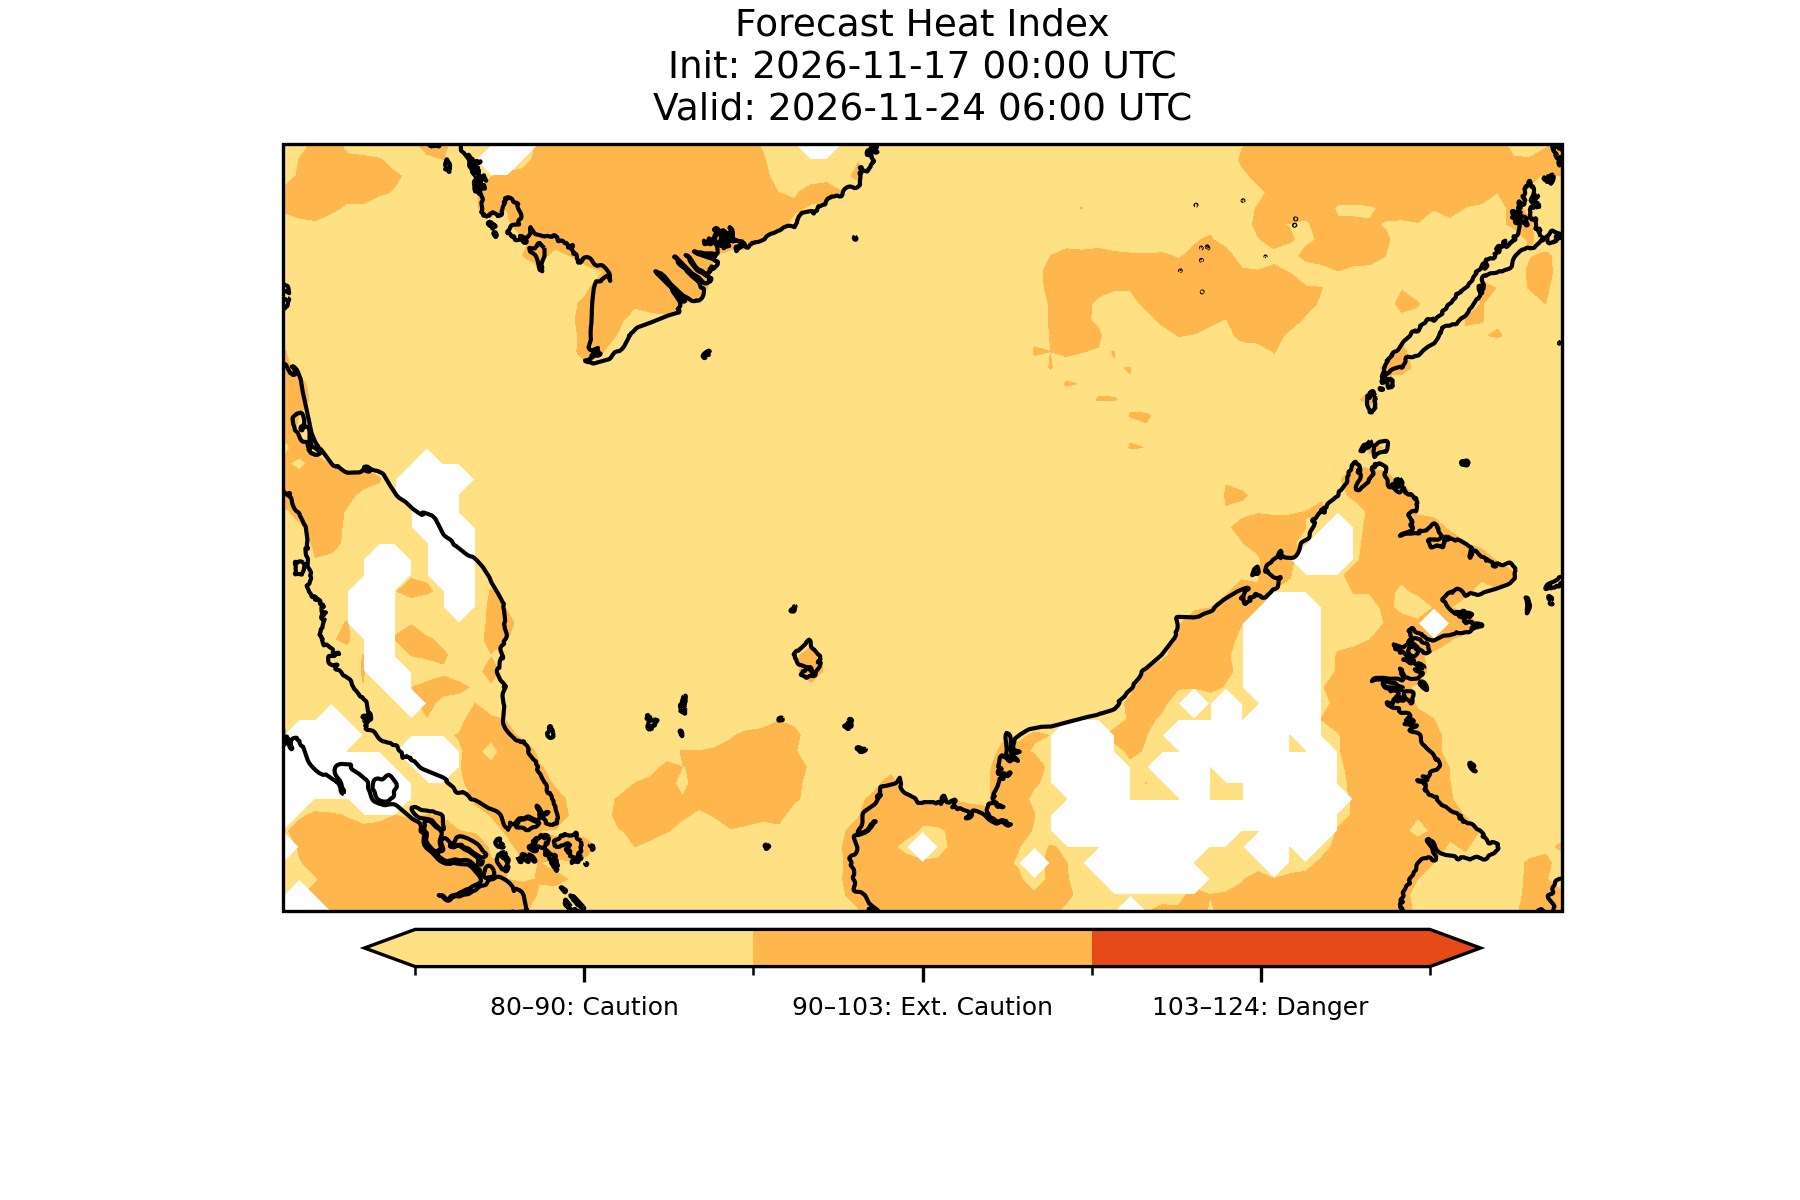 Forecast Heat Index
Init: 2026-11-17 00:00 UTC
Valid: 2026-11-24 06:00 UTC
80–90: Caution
90–103: Ext. Caution
103–124: Danger